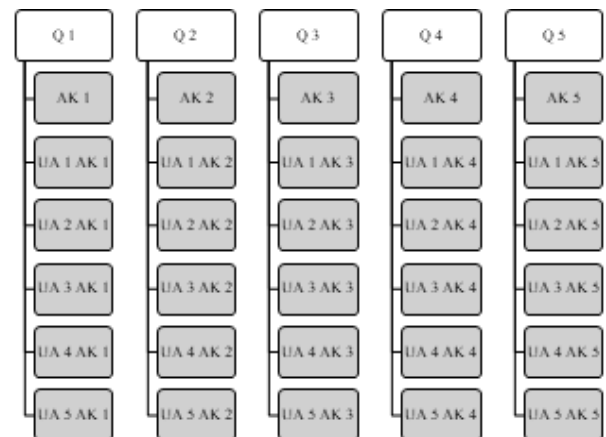 Q 1 Q 2 Q 3 Q 4 Q 5
AK 1 AK 2 AK 3 AK 4 AK 5
UA 1 AK 1 UA 1 AK 2 UA 1 AK 3 UA 1 AK 4 UA 1 AK 5
UA 2 AK 1 UA 2 AK 2 UA 2 AK 3 UA 2 AK 4 UA 2 AK 5
UA 3 AK 1 UA 3 AK 2 UA 3 AK 3 UA 3 AK 4 UA 3 AK 5
UA 4 AK 1 UA 4 AK 2 UA 4 AK 3 UA 4 AK 4 UA 4 AK 5
UA 5 AK 1 UA 5 AK 2 UA 5 AK 3 UA 5 AK 4 UA 5 AK 5